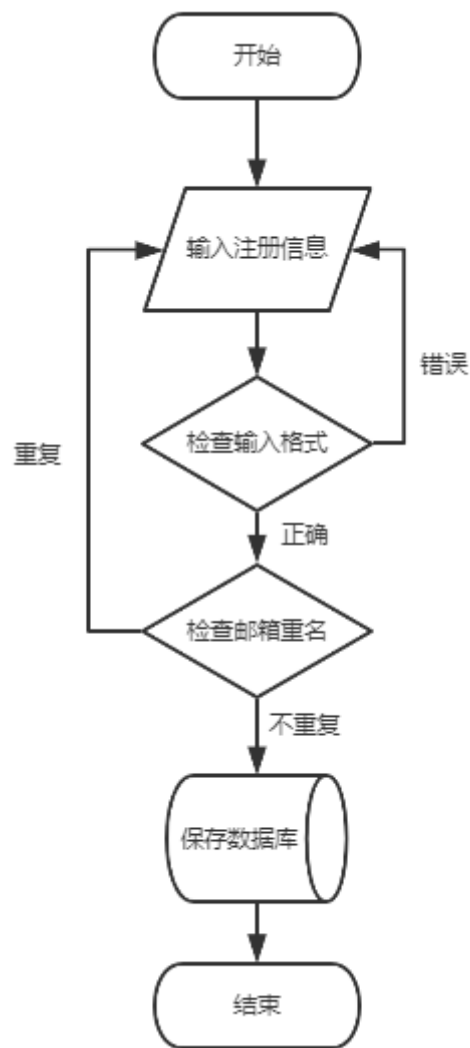 开始
输入注册信息
错误
检查输入格式
重复
正确
检查邮箱重名
不重复
保存数据库
结束